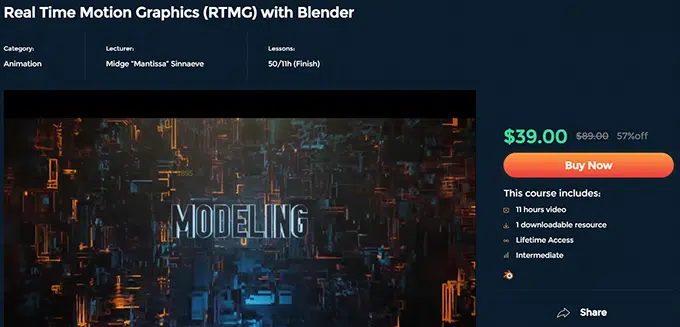 Real Time Motion Graphics (RTMG) with Blender
Category:
Animation
Lecturer:
Midge “Mantissa” Sinnaeve
Lessons:
50/11h (Finish)
MODELING
$39.00 $89.00 57%off
Buy Now
This course includes:
11 hours video
1 downloadable resource
Lifetime Access
Intermediate
Share